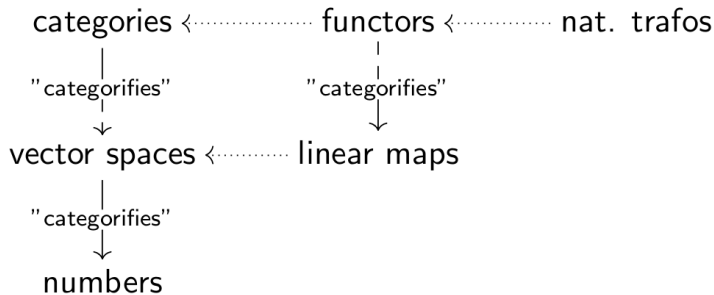 categories functors nat. trafos
"categorifies" "categorifies"
vector spaces linear maps
"categorifies"
numbers